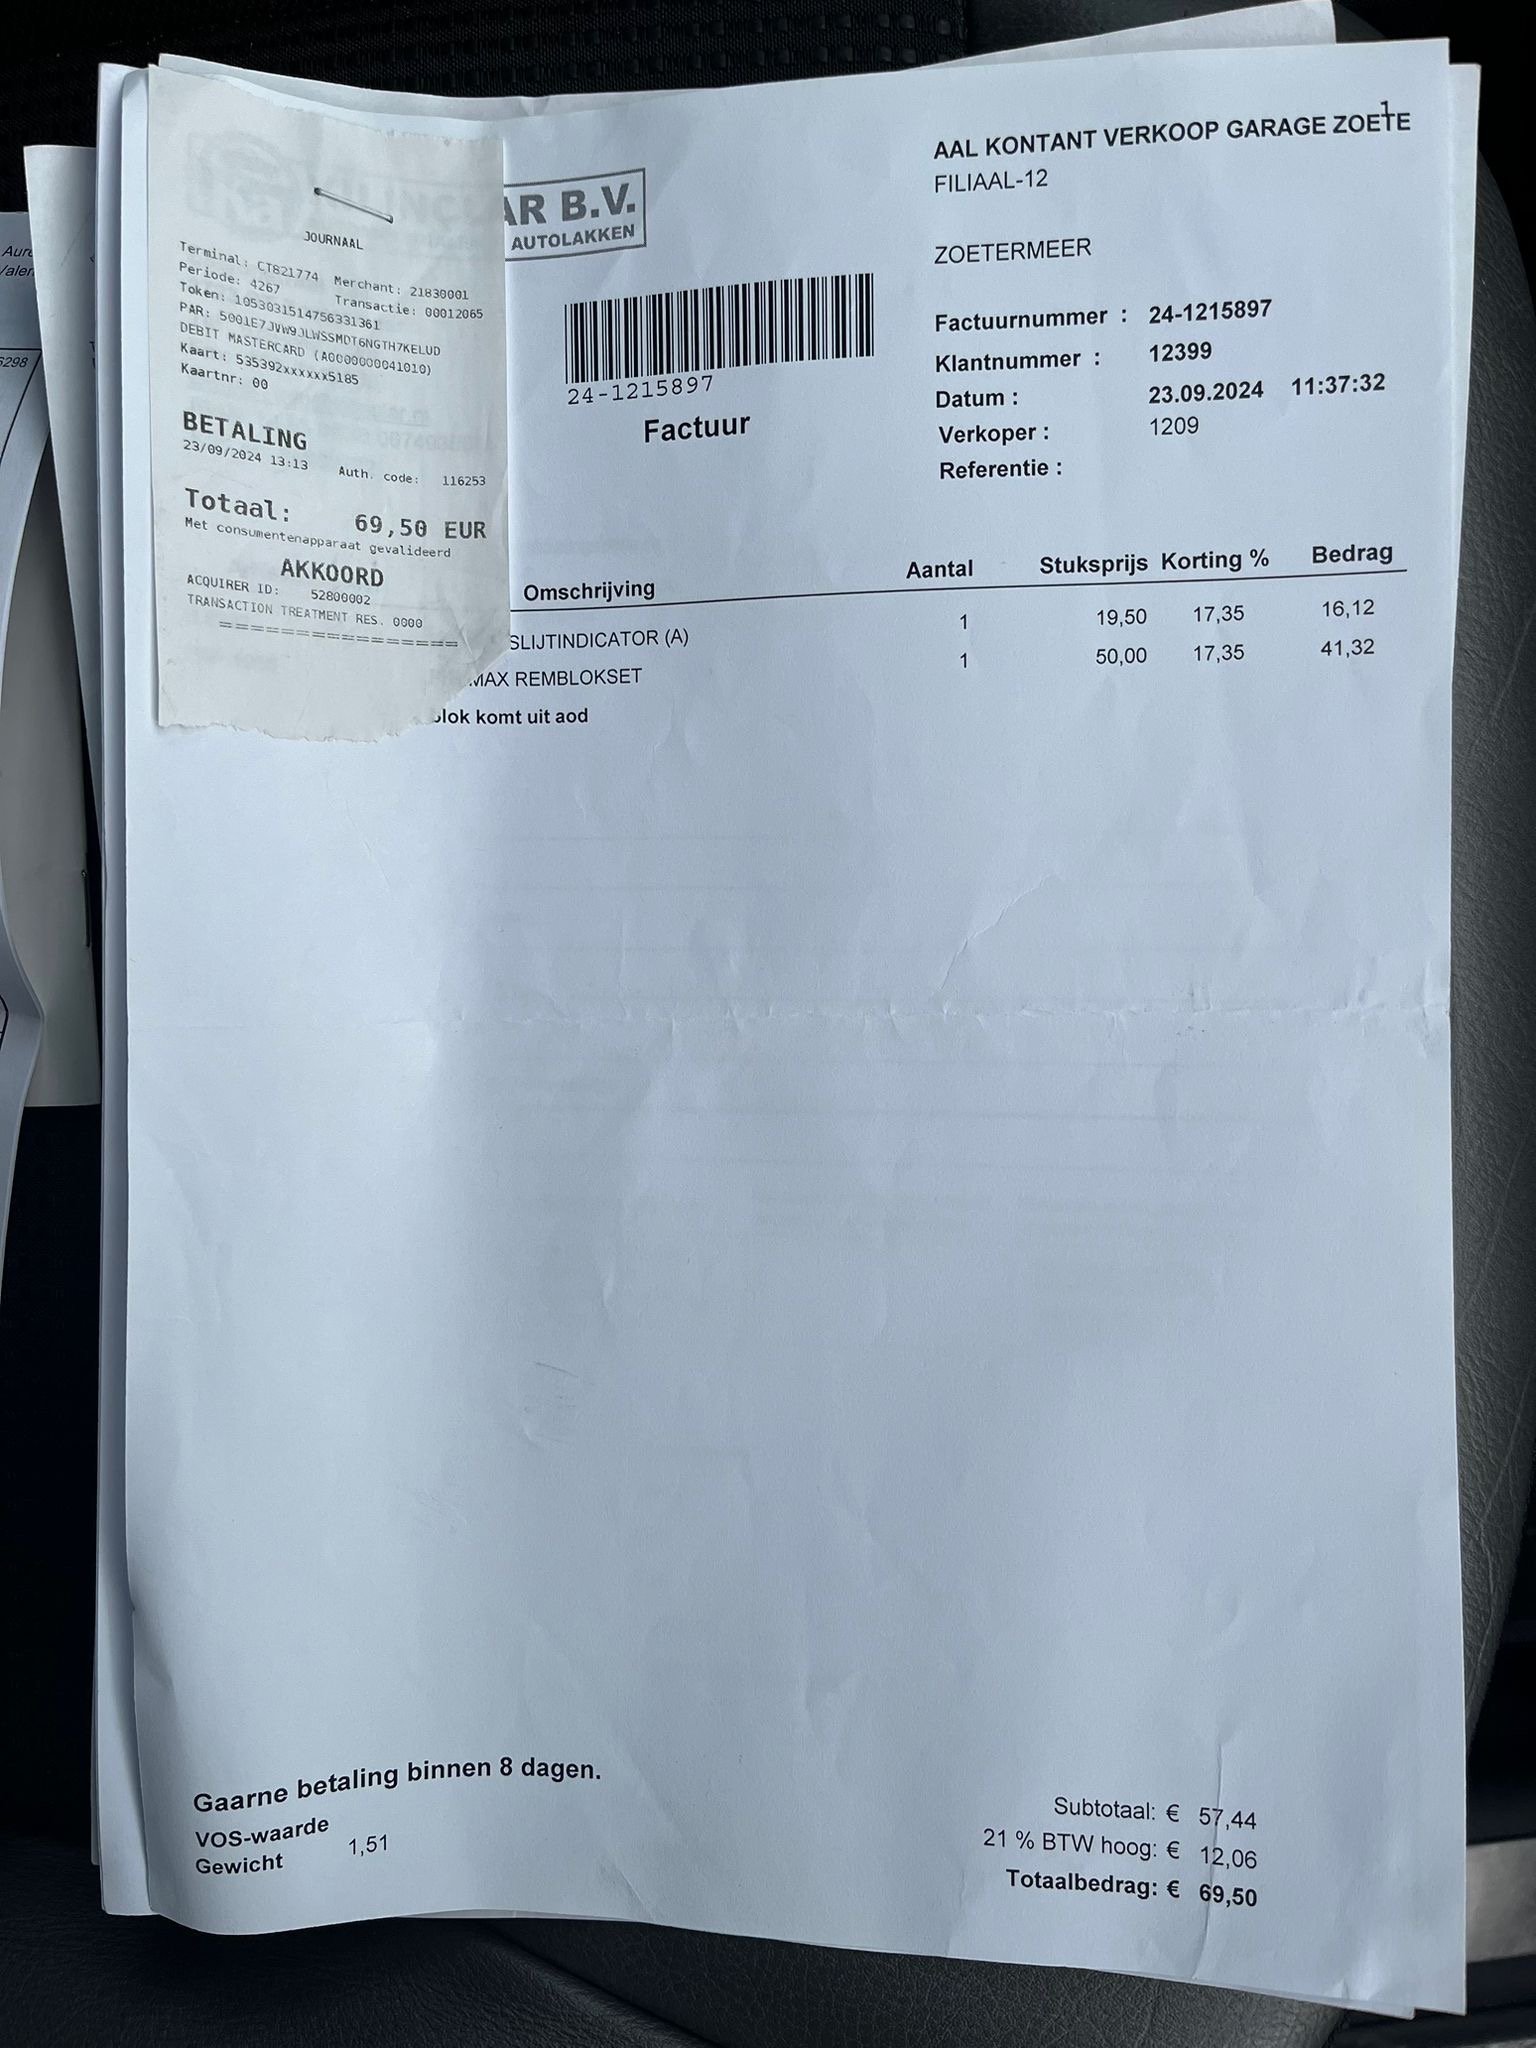 JOURNAAL
Terminal: CT821774 Merchant: 21830001
Periode: 4267 Transactie: 00012065
Token: 1053031514756331361
PAR: 5001E7JVW9JLWSSMDT6NGTH7KELUD
DEBIT MASTERCARD (A0000000041010)
Kaart: 535392xxxxxx5185
Kaartnr: 00
BETALING
23/09/2024 13:13 Auth. code: 116253
Totaal: 69,50 EUR
Met consumentenapparaat gevalideerd
AKKOORD
ACQUIRER ID: 52800002
TRANSACTION TREATMENT RES. 0000
================
AR B.V.
AUTOLAKKEN
24-1215897
Factuur
1
AAL KONTANT VERKOOP GARAGE ZOETE
FILIAAL-12
ZOETERMEER
Factuurnummer : 24-1215897
Klantnummer : 12399
Datum : 23.09.2024 11:37:32
Verkoper : 1209
Referentie :
Omschrijving Aantal Stuksprijs Korting % Bedrag
SLIJTINDICATOR (A) 1 19,50 17,35 16,12
MAX REMBLOKSET 1 50,00 17,35 41,32
lok komt uit aod
Gaarne betaling binnen 8 dagen.
VOS-waarde
Gewicht 1,51
Subtotaal: € 57,44
21 % BTW hoog: € 12,06
Totaalbedrag: € 69,50